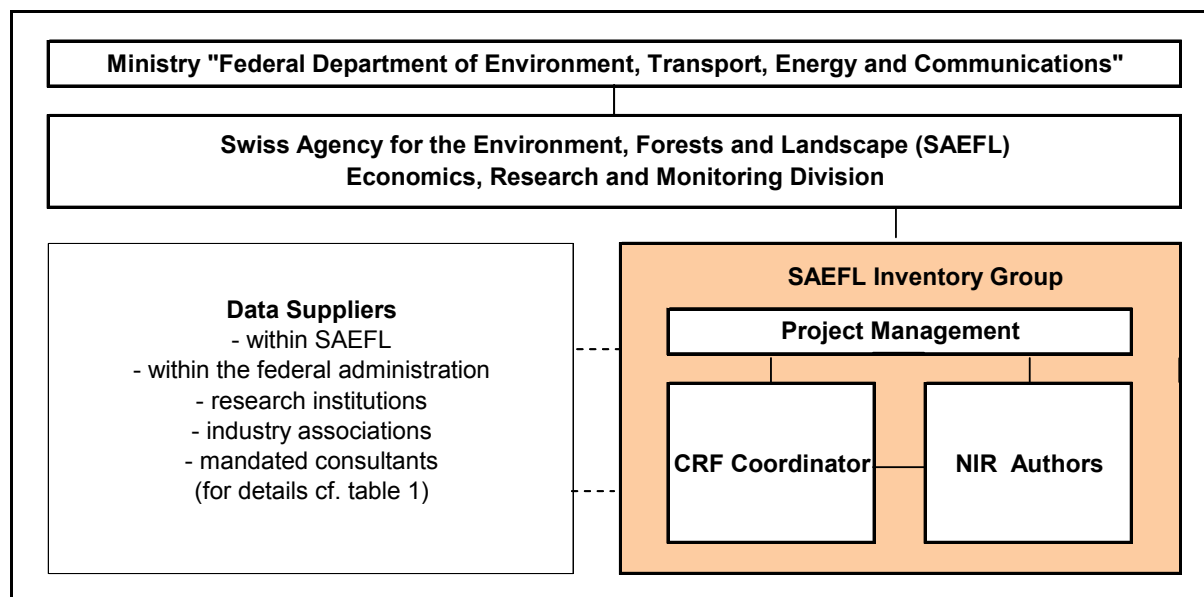 Ministry "Federal Department of Environment, Transport, Energy and Communications"
Swiss Agency for the Environment, Forests and Landscape (SAEFL)
Economics, Research and Monitoring Division
Data Suppliers
- within SAEFL
- within the federal administration
- research institutions
- industry associations
- mandated consultants
(for details cf. table 1)
SAEFL Inventory Group
Project Management
CRF Coordinator
NIR Authors